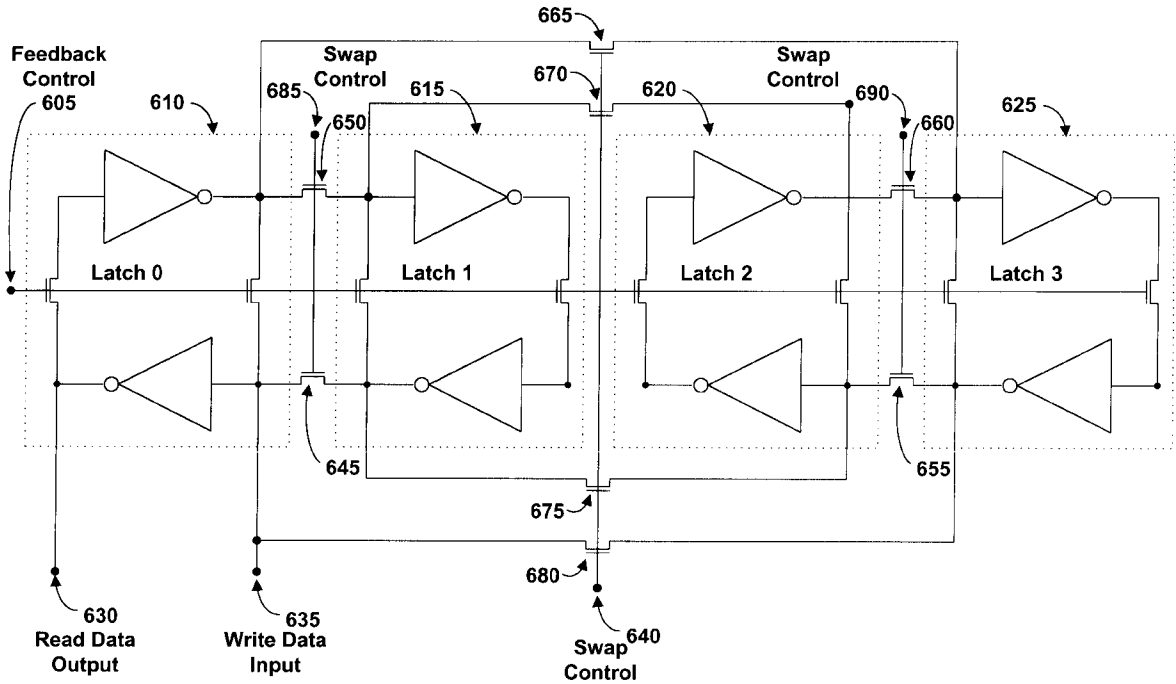 665
Feedback
Control
605
Swap
Control
Swap
Control
670
610
685
650
615
620
690
660
625
Latch 0
Latch 1
Latch 2
Latch 3
645
655
675
680
630
Read Data
Output
635
Write Data
Input
640
Swap
Control